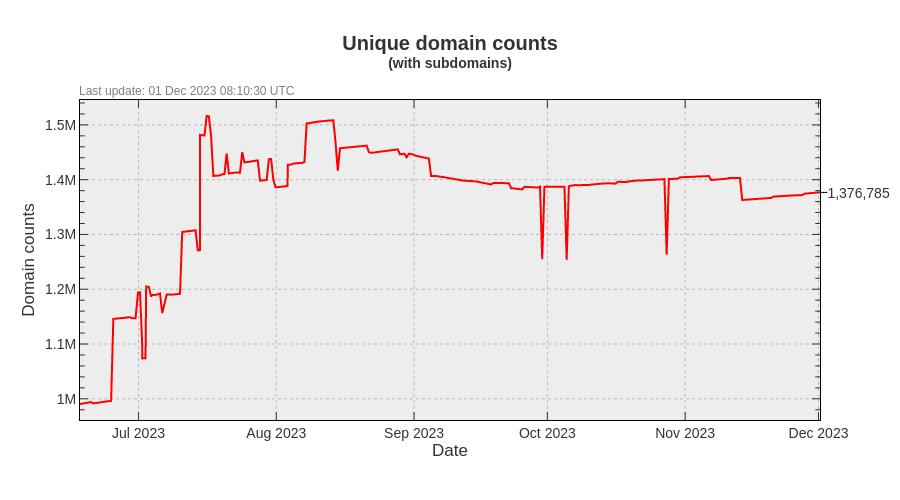 Unique domain counts
(with subdomains)
Last update: 01 Dec 2023 08:10:30 UTC
1.5M
1.4M
1.3M
1.2M
1.1M
1M
Domain counts
1,376,785
Jul 2023 Aug 2023 Sep 2023 Oct 2023 Nov 2023 Dec 2023
Date